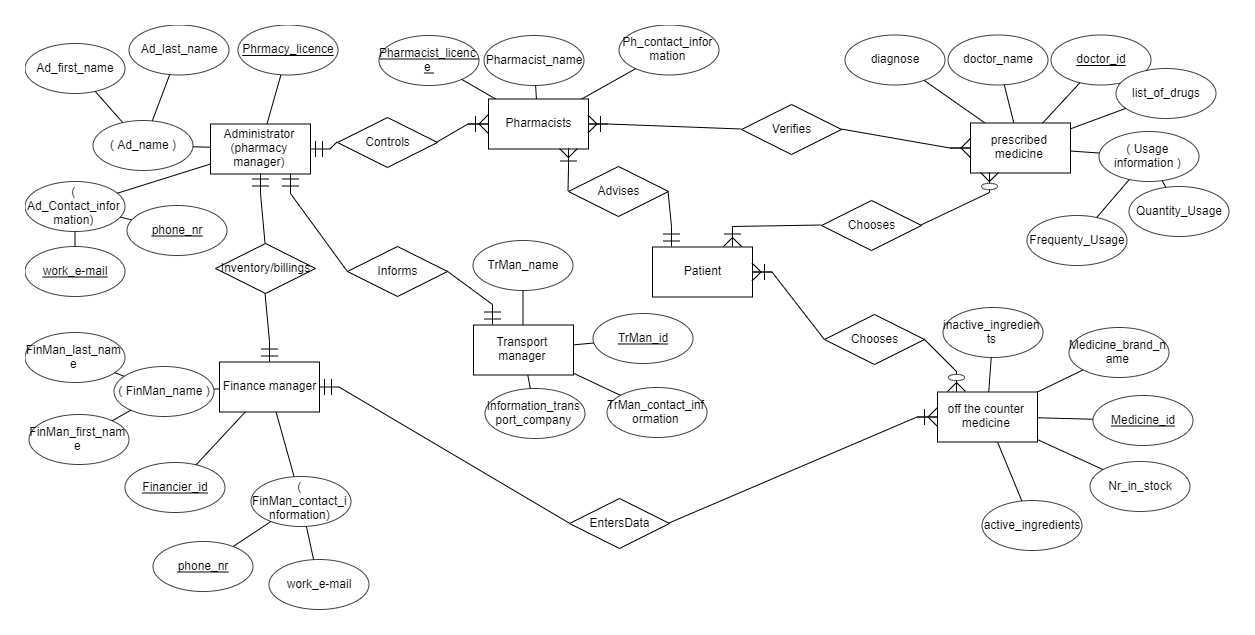 Ad_first_name
Ad_last_name
Phrmacy_licence
( Ad_name )
Administrator
(pharmacy
manager)
(
Ad_Contact_infor
mation)
phone_nr
work_e-mail
Controls
Pharmacist_licenc
e
Pharmacist_name
Ph_contact_infor
mation
Pharmacists
Verifies
diagnose
doctor_name
doctor_id
list_of_drugs
prescribed
medicine
( Usage
information )
Quantity_Usage
Frequenty_Usage
Advises
Chooses
Patient
Inventory/billings
Informs
TrMan_name
Transport
manager
TrMan_id
Information_trans
port_company
TrMan_contact_inf
ormation
Chooses
inactive_ingredien
ts
Medicine_brand_n
ame
off the counter
medicine
Medicine_id
Nr_in_stock
active_ingredients
FinMan_last_nam
e
( FinMan_name )
Finance manager
FinMan_first_nam
e
Financier_id
(
FinMan_contact_i
nformation)
phone_nr
work_e-mail
EntersData